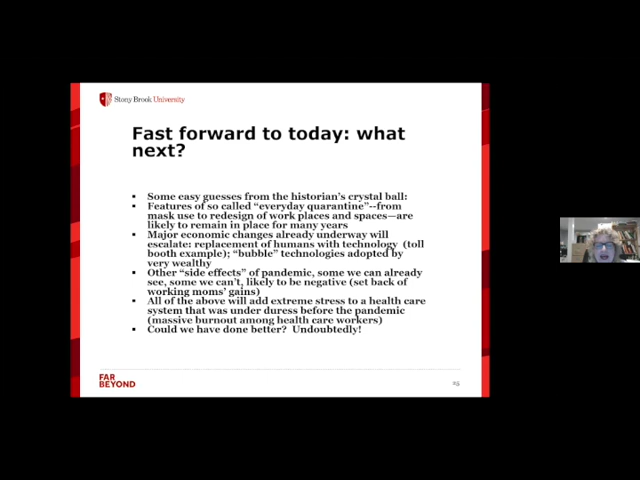 Stony Brook University
Fast forward to today: what
next?
▪ Some easy guesses from the historian's crystal ball:
▪ Features of so called "everyday quarantine"--from
mask use to redesign of work places and spaces—are
likely to remain in place for many years
▪ Major economic changes already underway will
escalate: replacement of humans with technology (toll
booth example); "bubble" technologies adopted by
very wealthy
▪ Other "side effects" of pandemic, some we can already
see, some we can't, likely to be negative (set back of
working moms' gains)
▪ All of the above will add extreme stress to a health care
system that was under duress before the pandemic
(massive burnout among health care workers)
▪ Could we have done better? Undoubtedly!
FAR
BEYOND